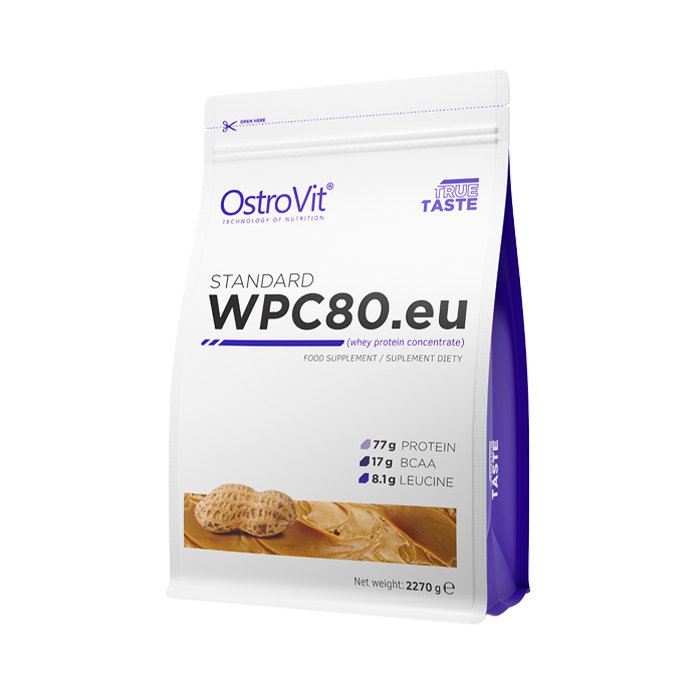 OPEN HERE
OstroVit®
TECHNOLOGY OF NUTRITION
TRUE
TASTE
STANDARD
WPC80.eu
(whey protein concentrate)
FOOD SUPPLEMENT / SUPLEMENT DIETY
77g PROTEIN
17g BCAA
8.1g LEUCINE
TRUE
TASTE
Net weight: 2270 g ℮